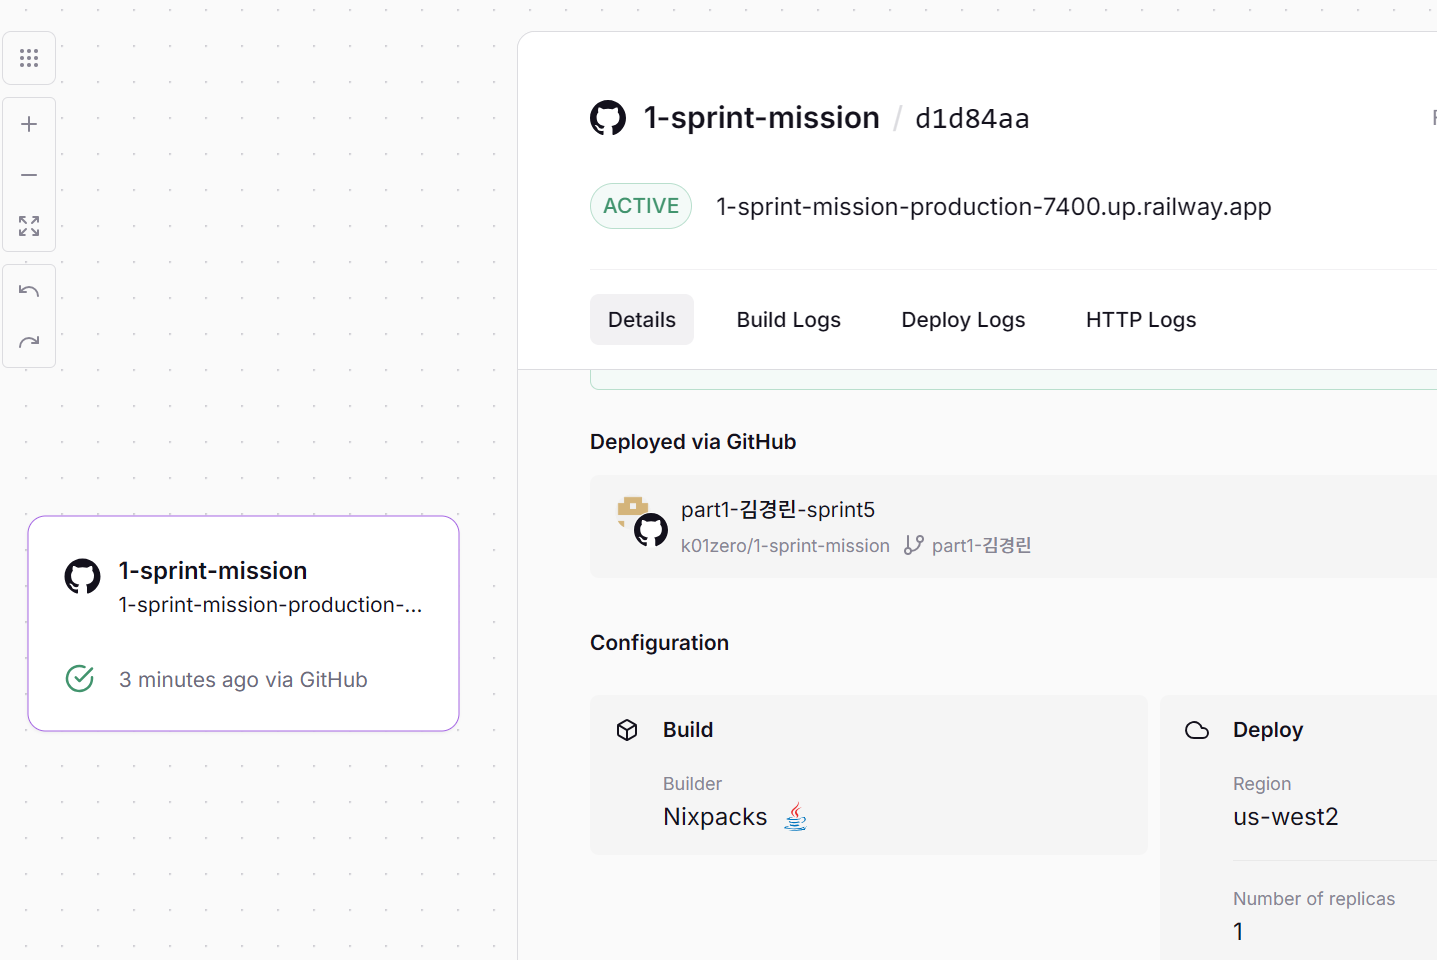 1-sprint-mission / d1d84aa
ACTIVE 1-sprint-mission-production-7400.up.railway.app
Details Build Logs Deploy Logs HTTP Logs
Deployed via GitHub
part1-김경린-sprint5
k01zero/1-sprint-mission part1-김경린
1-sprint-mission
1-sprint-mission-production-...
3 minutes ago via GitHub
Configuration
Build
Builder
Nixpacks
Deploy
Region
us-west2
Number of replicas
1